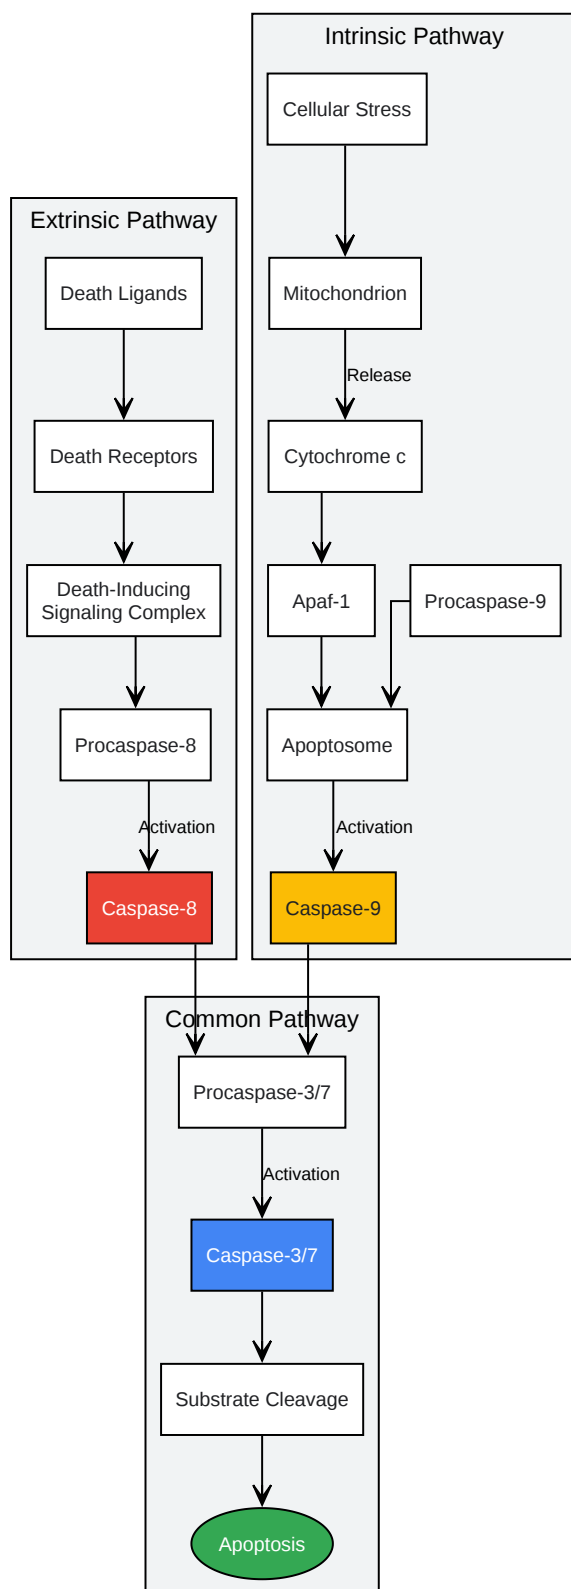 Intrinsic Pathway
Cellular Stress
Extrinsic Pathway
Death Ligands
Mitochondrion
Release
Death Receptors
Cytochrome c
Death-Inducing
Signaling Complex
Apaf-1
Procaspase-9
Procaspase-8
Apoptosome
Activation
Activation
Caspase-8
Caspase-9
Common Pathway
Procaspase-3/7
Activation
Caspase-3/7
Substrate Cleavage
Apoptosis